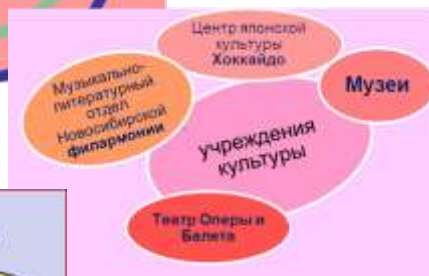 Центр японской
культуры
Хоккайдо
Музыкально-
литературный
отдел
Новосибирской
филармонии
Музеи
учреждения
культуры
Театр Оперы и
Балета